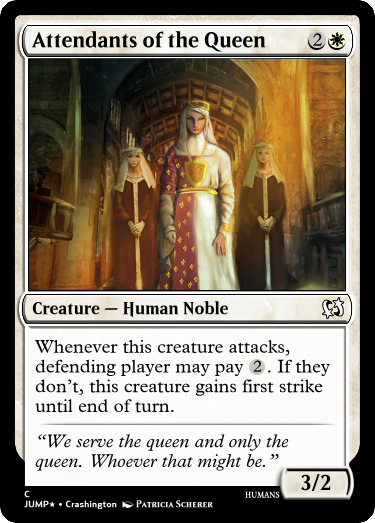 Attendants of the Queen 2
Creature — Human Noble
Whenever this creature attacks,
defending player may pay 2. If they
don't, this creature gains first strike
until end of turn.
“We serve the queen and only the
queen. Whoever that might be.”
3/2
C
JUMP★ • Crashington Patricia Scherer
HUMANS